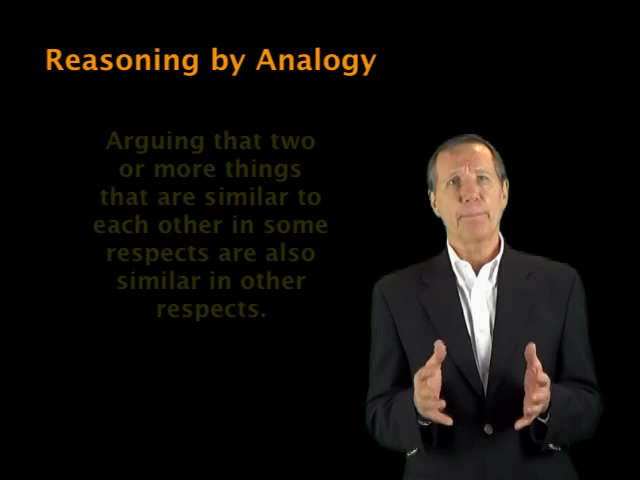 Reasoning by Analogy
Arguing that two
or more things
that are similar to
each other in some
respects are also
similar in other
respects.